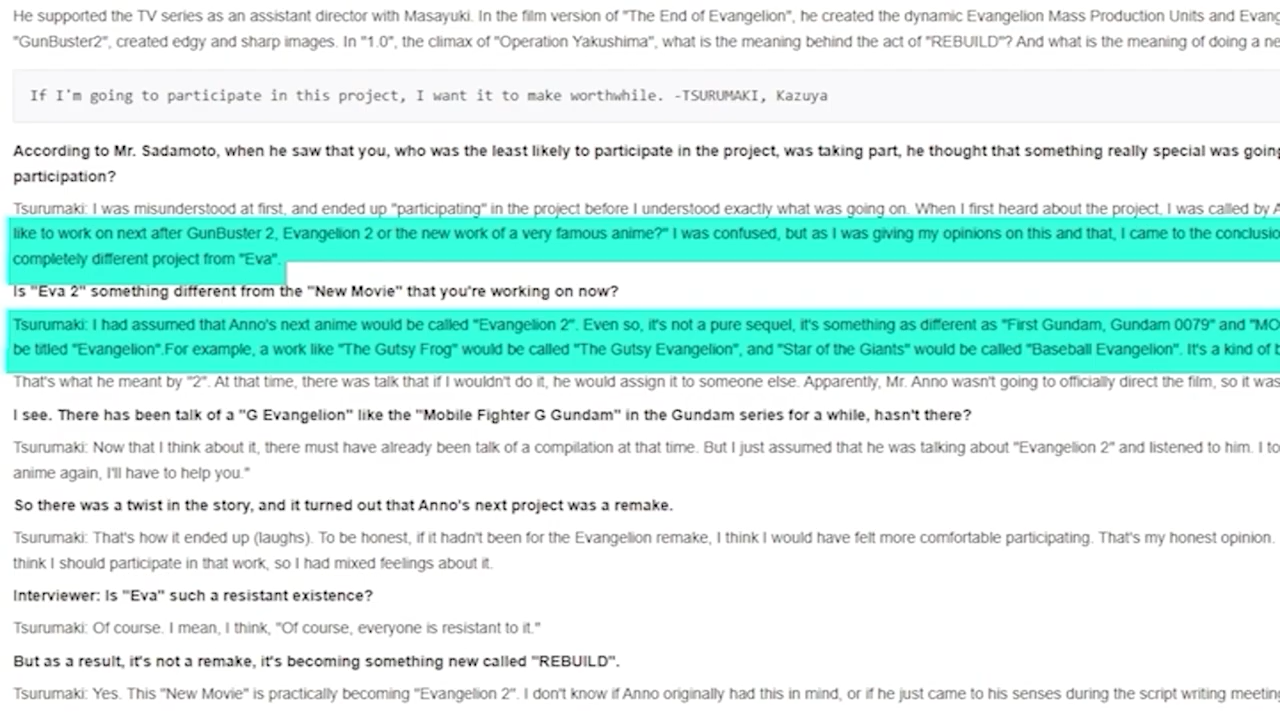 He supported the TV series as an assistant director with Masayuki. In the film version of "The End of Evangelion", he created the dynamic Evangelion Mass Production Units and Evang
"GunBuster2", created edgy and sharp images. In "1.0", the climax of "Operation Yakushima", what is the meaning behind the act of "REBUILD"? And what is the meaning of doing a ne
If I'm going to participate in this project, I want it to make worthwhile. -TSURUMAKI, Kazuya
According to Mr. Sadamoto, when he saw that you, who was the least likely to participate in the project, was taking part, he thought that something really special was going
participation?
Tsurumaki: I was misunderstood at first, and ended up "participating" in the project before I understood exactly what was going on. When I first heard about the project, I was called by A
like to work on next after GunBuster 2, Evangelion 2 or the new work of a very famous anime?" I was confused, but as I was giving my opinions on this and that, I came to the conclusio
completely different project from "Eva".
Is "Eva 2" something different from the "New Movie" that you're working on now?
Tsurumaki: I had assumed that Anno's next anime would be called "Evangelion 2". Even so, it's not a pure sequel, it's something as different as "First Gundam, Gundam 0079" and "MO
be titled "Evangelion".For example, a work like "The Gutsy Frog" would be called "The Gutsy Evangelion", and "Star of the Giants" would be called "Baseball Evangelion". It's a kind of b
That's what he meant by "2". At that time, there was talk that if I wouldn't do it, he would assign it to someone else. Apparently, Mr. Anno wasn't going to officially direct the film, so it was
I see. There has been talk of a "G Evangelion" like the "Mobile Fighter G Gundam" in the Gundam series for a while, hasn't there?
Tsurumaki: Now that I think about it, there must have already been talk of a compilation at that time. But I just assumed that he was talking about "Evangelion 2" and listened to him. I to
anime again, I'll have to help you."
So there was a twist in the story, and it turned out that Anno's next project was a remake.
Tsurumaki: That's how it ended up (laughs). To be honest, if it hadn't been for the Evangelion remake, I think I would have felt more comfortable participating. That's my honest opinion.
think I should participate in that work, so I had mixed feelings about it.
Interviewer: Is "Eva" such a resistant existence?
Tsurumaki: Of course. I mean, I think, "Of course, everyone is resistant to it."
But as a result, it's not a remake, it's becoming something new called "REBUILD".
Tsurumaki: Yes. This "New Movie" is practically becoming "Evangelion 2". I don't know if Anno originally had this in mind, or if he just came to his senses during the script writing meeting